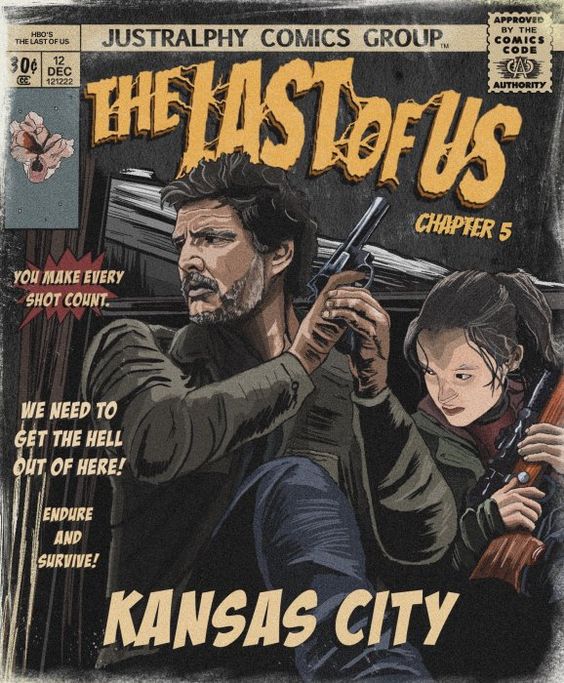 HBO'S
THE LAST OF US
JUSTRALPHY COMICS GROUP™
APPROVED
BY THE
COMICS
CODE
CA
AUTHORITY
30¢
CC
12
DEC
121222
THE LAST OF US
CHAPTER 5
YOU MAKE EVERY
SHOT COUNT.
WE NEED TO
GET THE HELL
OUT OF HERE!
ENDURE
AND
SURVIVE!
KANSAS CITY